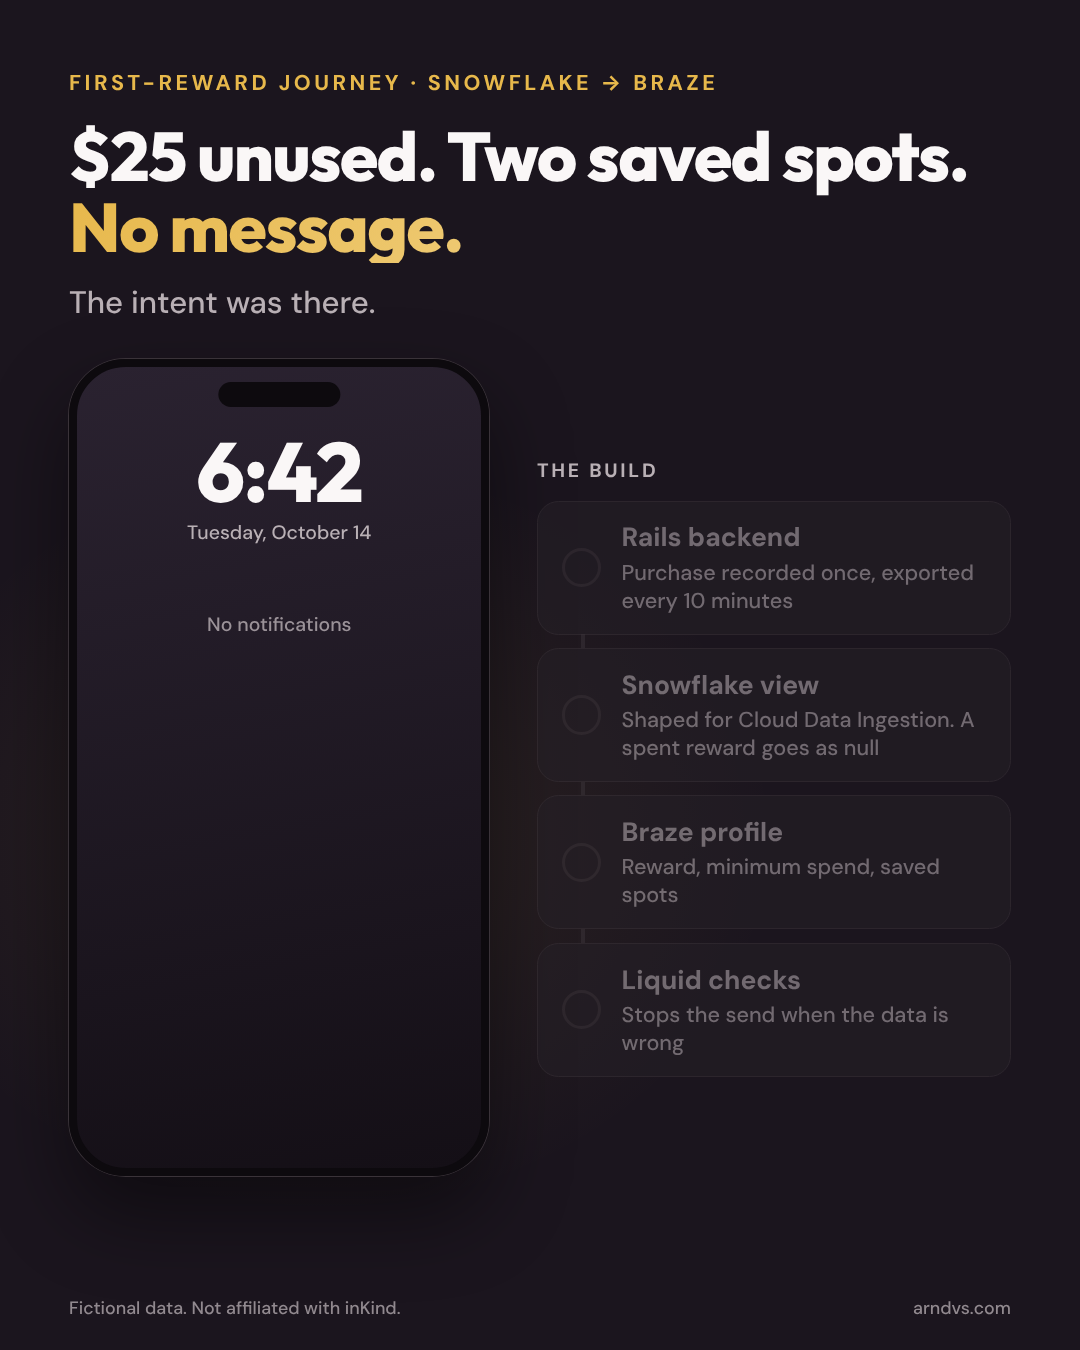 FIRST-REWARD JOURNEY · SNOWFLAKE → BRAZE
$25 unused. Two saved spots.
No message.
The intent was there.
6:42
Tuesday, October 14
No notifications
THE BUILD
Rails backend
Purchase recorded once, exported
every 10 minutes
Snowflake view
Shaped for Cloud Data Ingestion. A
spent reward goes as null
Braze profile
Reward, minimum spend, saved
spots
Liquid checks
Stops the send when the data is
wrong
Fictional data. Not affiliated with inKind.
arndvs.com